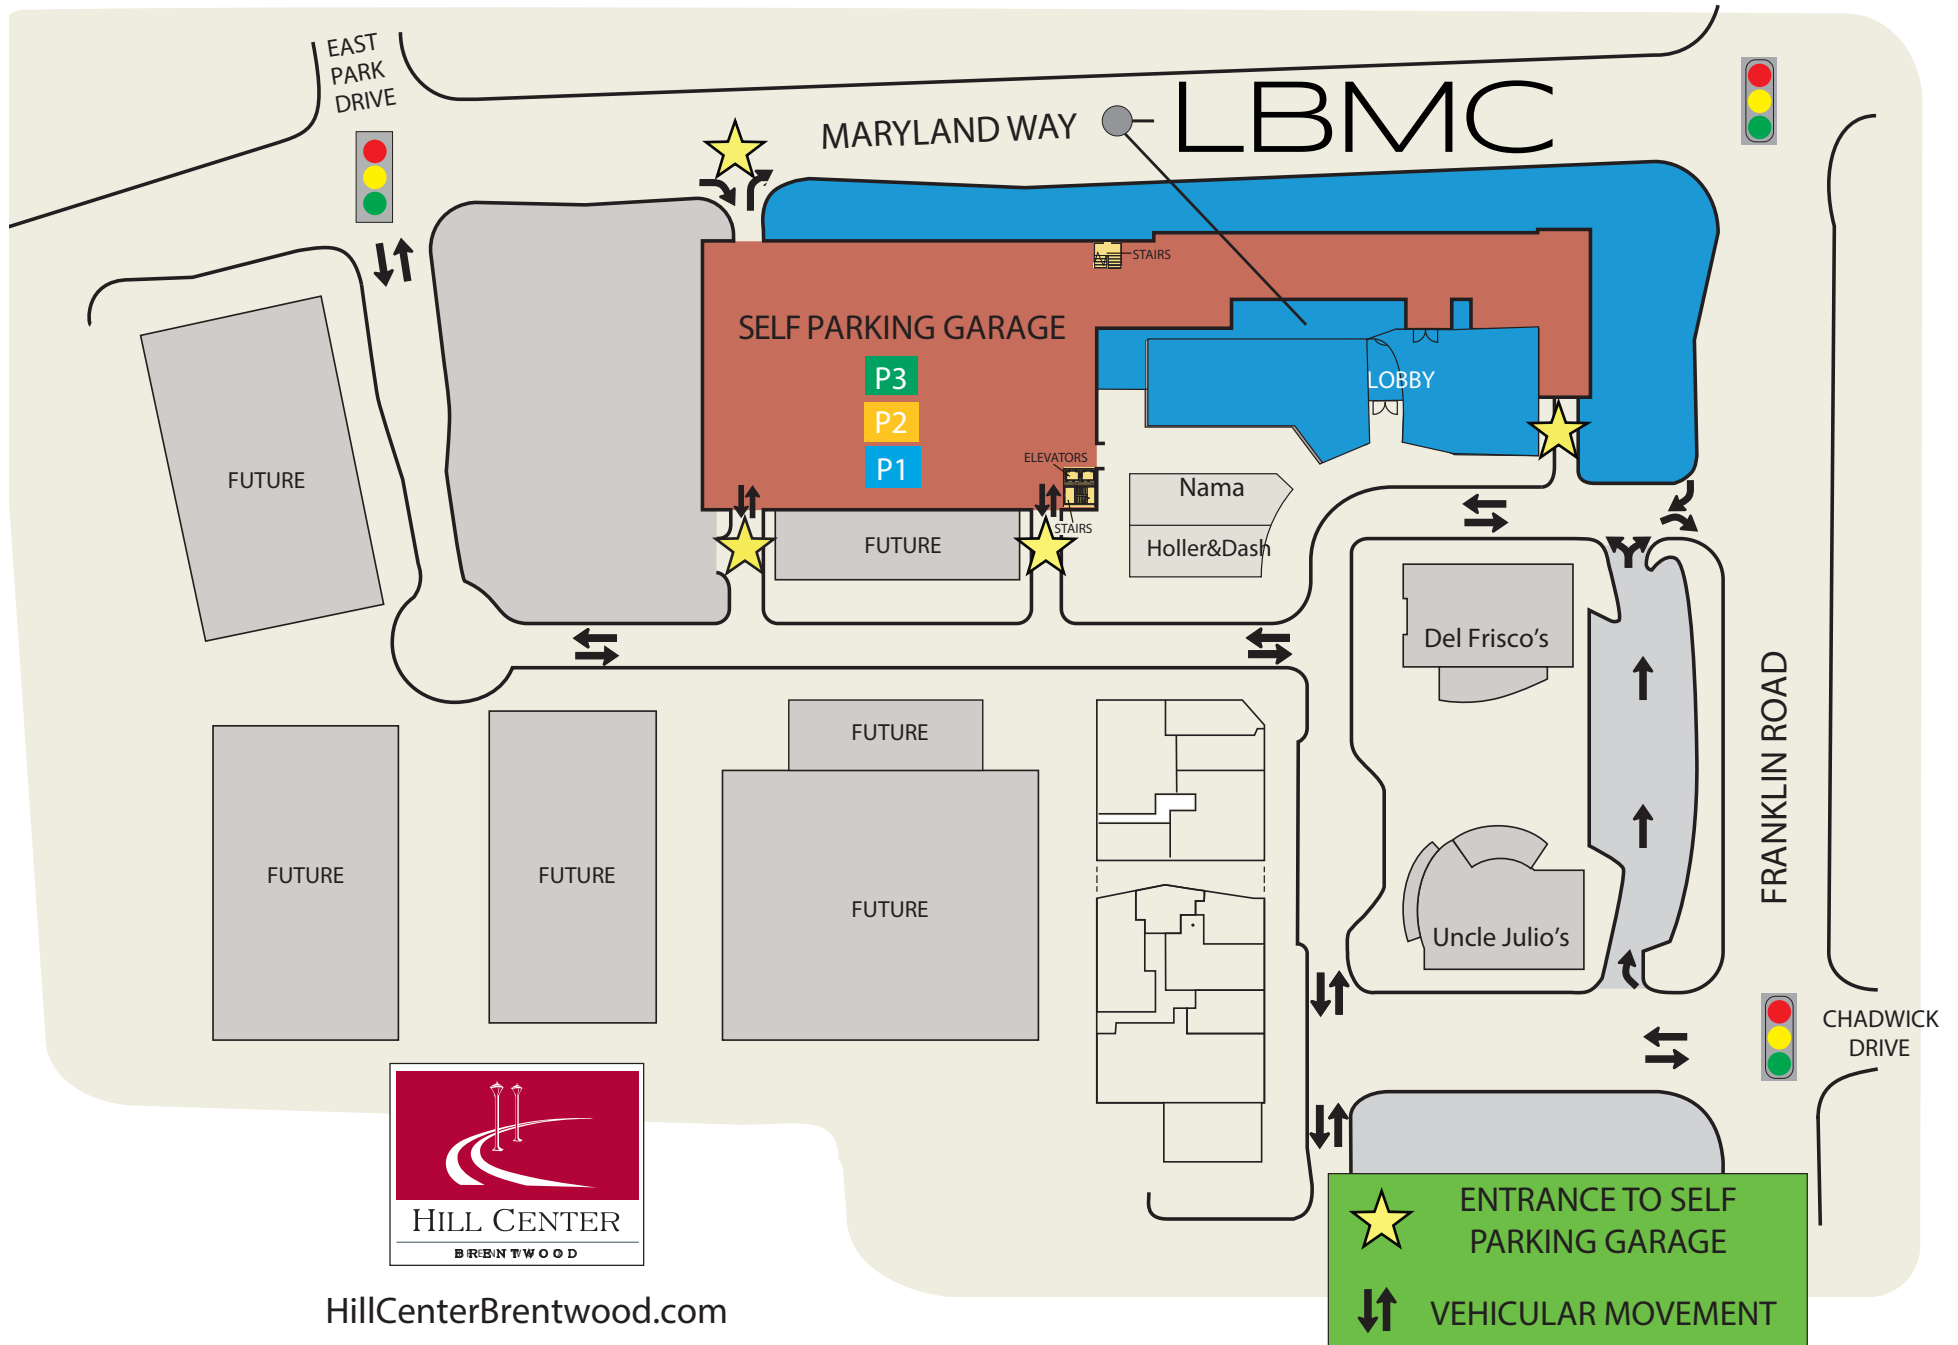 EAST
PARK
DRIVE
MARYLAND WAY
LBMC
STAIRS
SELF PARKING GARAGE
P3
P2
P1
LOBBY
ELEVATORS
STAIRS
Nama
Holler&Dash
FUTURE
FUTURE
Del Frisco's
FRANKLIN ROAD
FUTURE
FUTURE
FUTURE
FUTURE
Uncle Julio's
CHADWICK
DRIVE
HILL CENTER
BRENTWOOD
HillCenterBrentwood.com
ENTRANCE TO SELF
PARKING GARAGE
VEHICULAR MOVEMENT